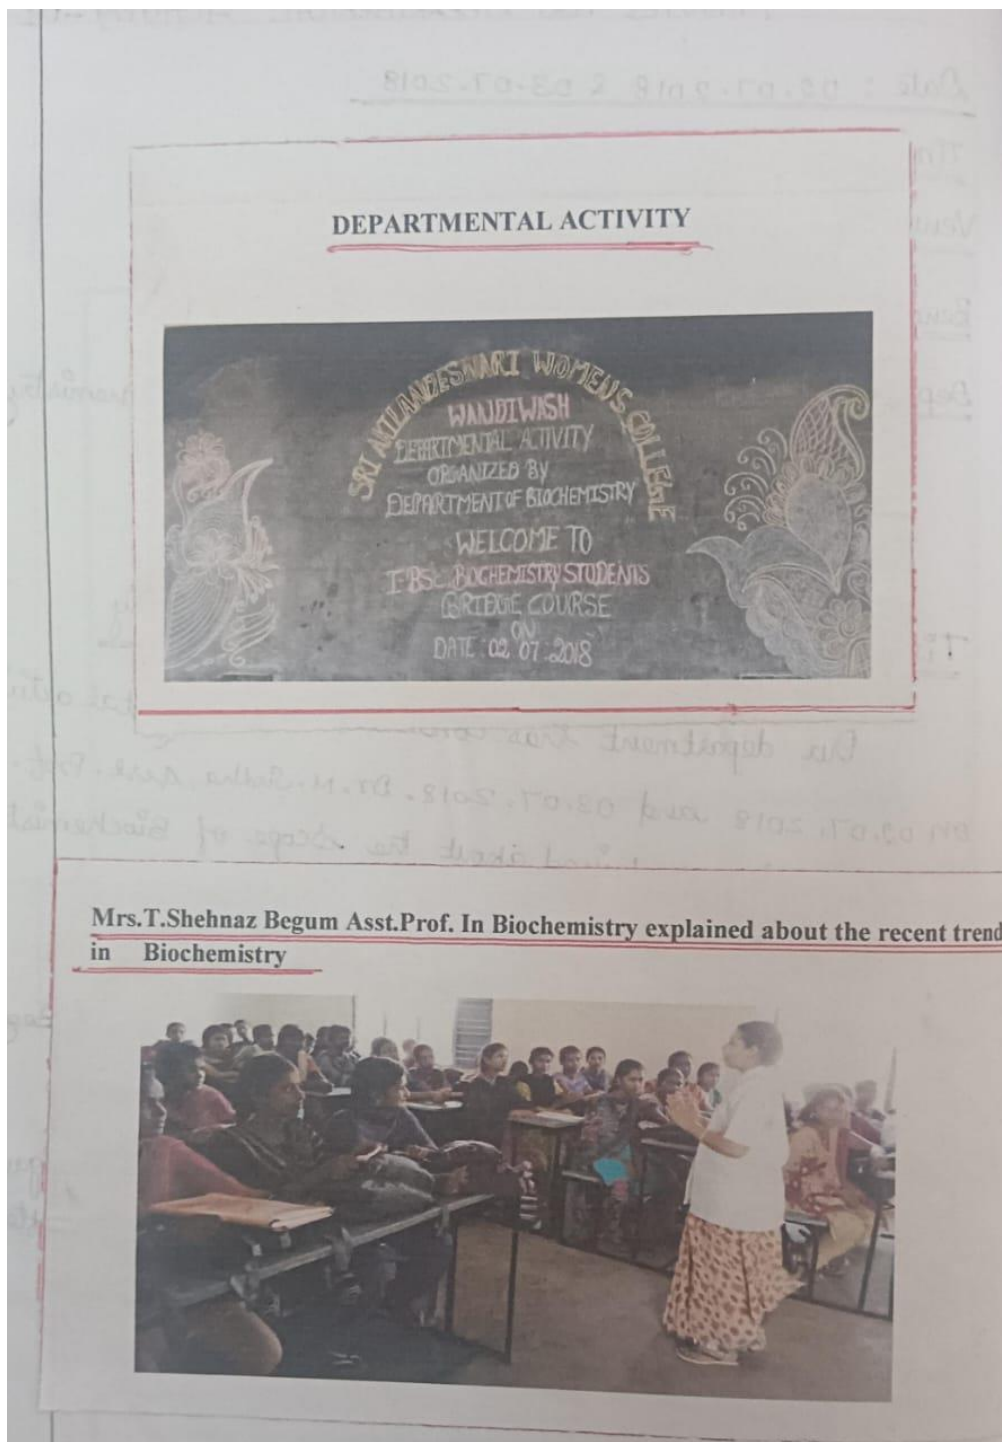 DEPARTMENTAL ACTIVITY
SRI AKILANDESWARI WOMENS COLLEGE
WANDIWASH
DEPARTMENTAL ACTIVITY
ORGANIZED BY
DEPARTMENT OF BIOCHEMISTRY
WELCOME TO
I-BSC BIOCHEMISTRY STUDENTS
BRIDGE COURSE
ON
DATE : 02.07.2018
Mrs.T.Shehnaz Begum Asst.Prof. In Biochemistry explained about the recent trend
in Biochemistry